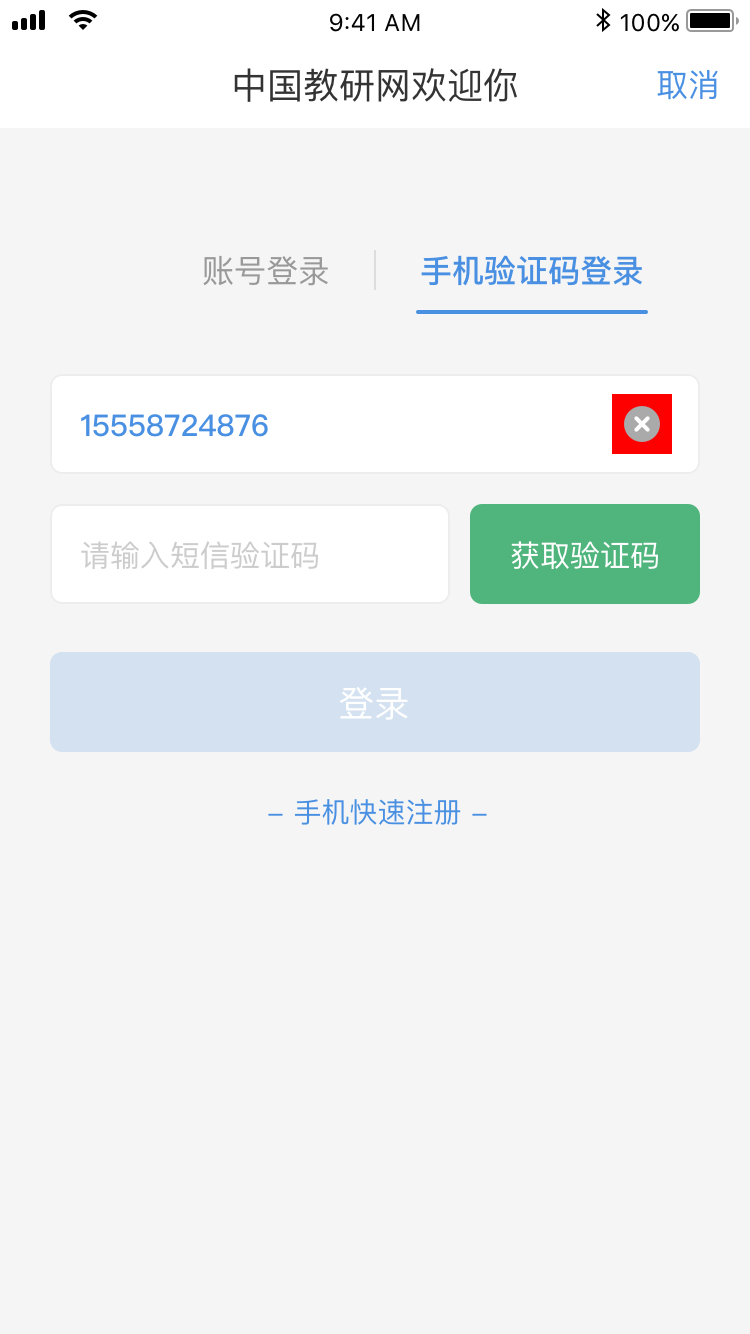 9:41 AM 100%
中国教研网欢迎你 取消
账号登录 手机验证码登录
15558724876
请输入短信验证码 获取验证码
登录
– 手机快速注册 –